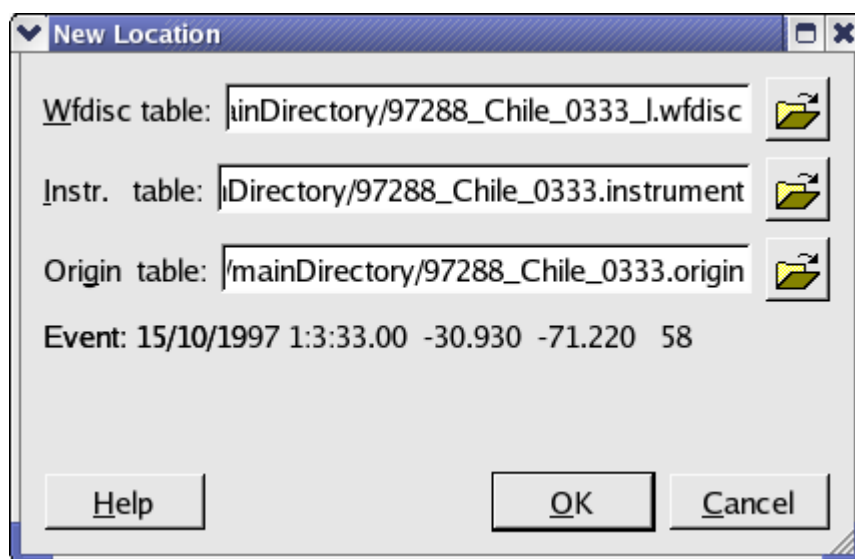 New Location
Wfdisc table: ainDirectory/97288_Chile_0333_l.wfdisc
Instr. table: Directory/97288_Chile_0333.instrument
Origin table: /mainDirectory/97288_Chile_0333.origin
Event: 15/10/1997 1:3:33.00 -30.930 -71.220 58
Help OK Cancel